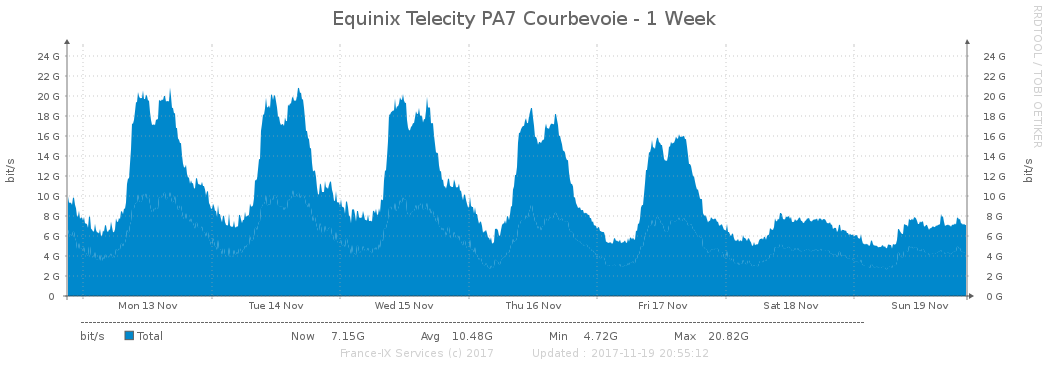 Equinix Telecity PA7 Courbevoie - 1 Week
RRDTOOL / TOBI OETIKER
bit/s
bit/s
24 G 24 G
22 G 22 G
20 G 20 G
18 G 18 G
16 G 16 G
14 G 14 G
12 G 12 G
10 G 10 G
8 G 8 G
6 G 6 G
4 G 4 G
2 G 2 G
0 0 G
Mon 13 Nov Tue 14 Nov Wed 15 Nov Thu 16 Nov Fri 17 Nov Sat 18 Nov Sun 19 Nov
bit/s Total Now 7.15G Avg 10.48G Min 4.72G Max 20.82G
France-IX Services (c) 2017 Updated : 2017-11-19 20:55:12